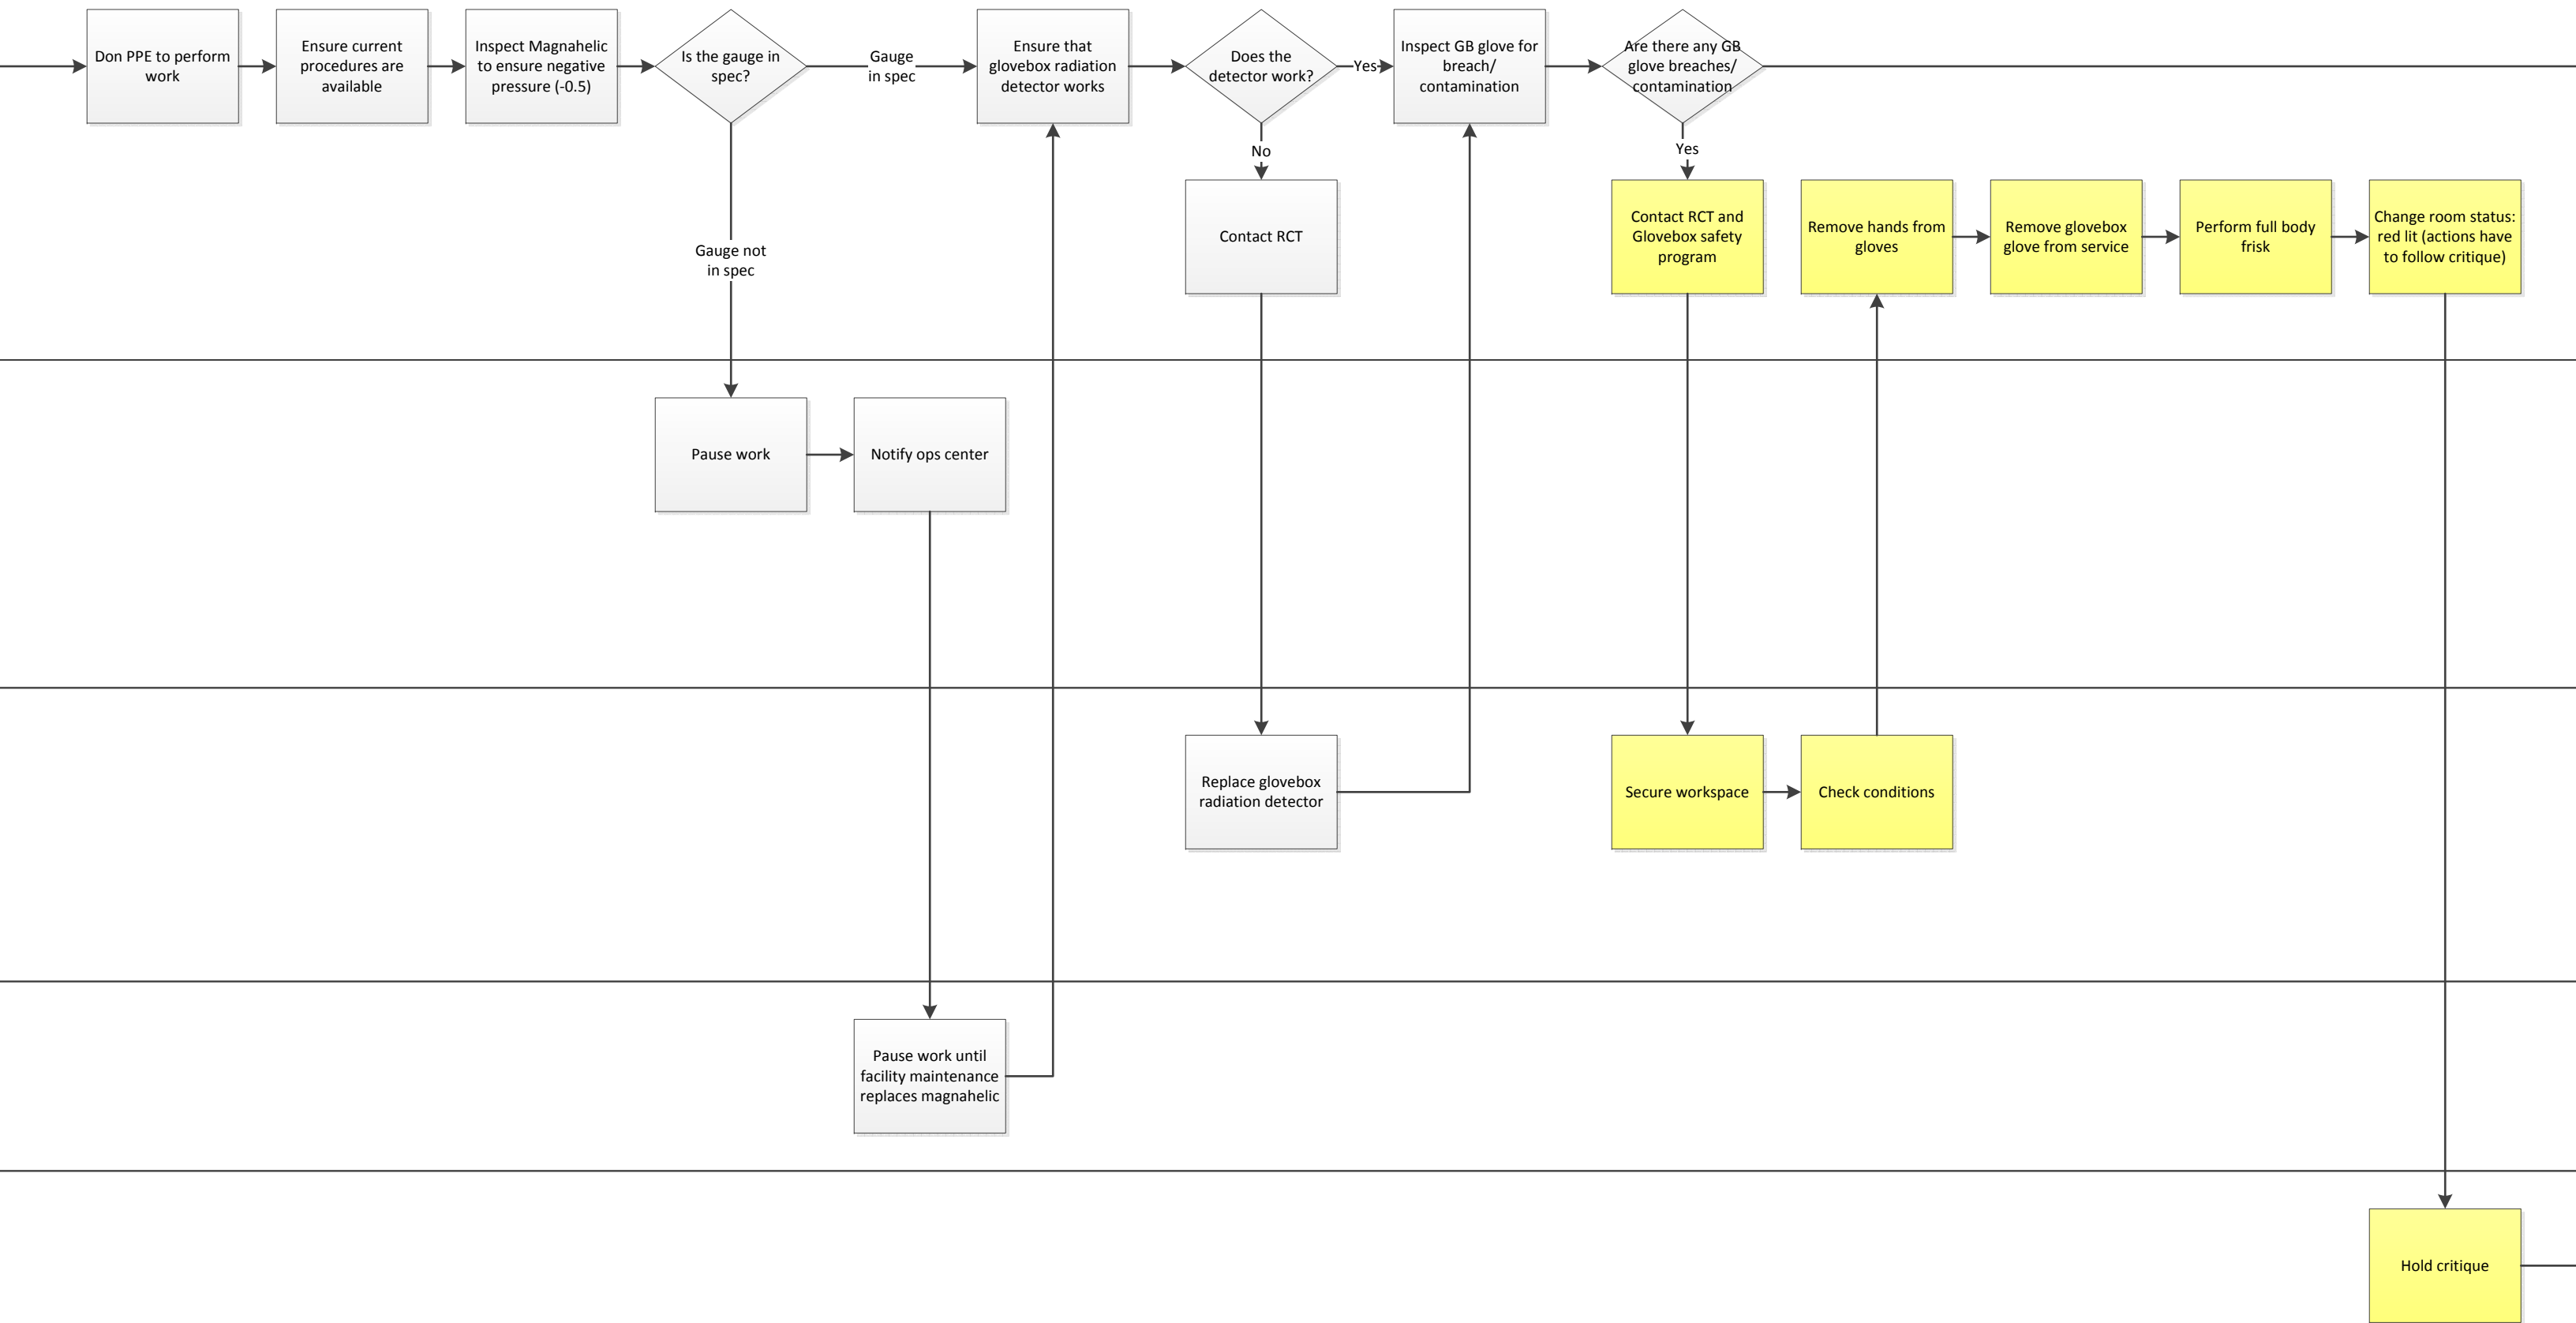 Don PPE to perform
work
Ensure current
procedures are
available
Inspect Magnahelic
to ensure negative
pressure (-0.5)
Is the gauge in
spec?
Gauge
in spec
Ensure that
glovebox radiation
detector works
Does the
detector work?
Yes
Inspect GB glove for
breach/
contamination
Are there any GB
glove breaches/
contamination
No
Yes
Contact RCT
Contact RCT and
Glovebox safety
program
Remove hands from
gloves
Remove glovebox
glove from service
Perform full body
frisk
Change room status:
red lit (actions have
to follow critique)
Gauge not
in spec
Pause work
Notify ops center
Replace glovebox
radiation detector
Secure workspace
Check conditions
Pause work until
facility maintenance
replaces magnahelic
Hold critique